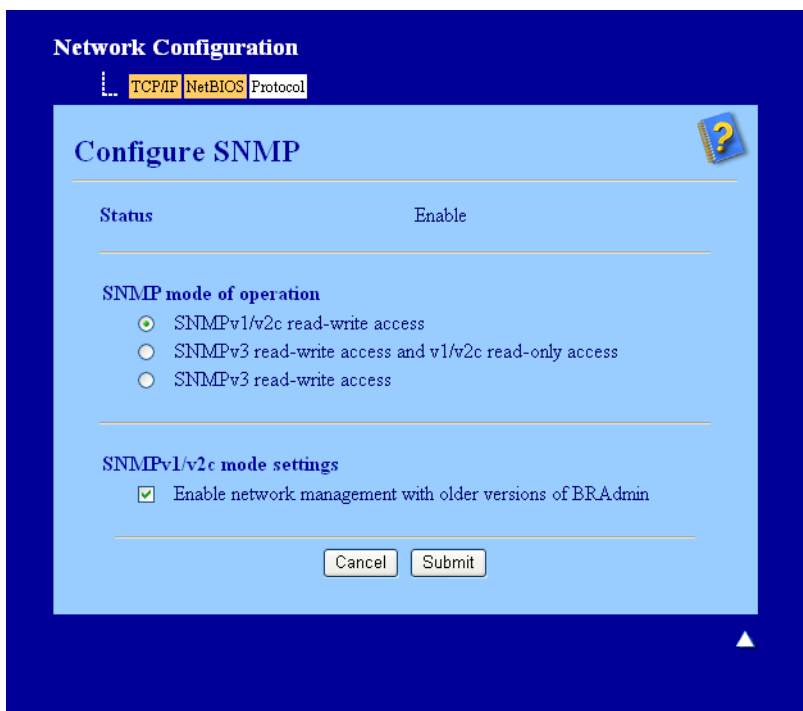 Network Configuration
TCP/IP NetBIOS Protocol
?
Configure SNMP
Status Enable
SNMP mode of operation
SNMPv1/v2c read-write access
SNMPv3 read-write access and v1/v2c read-only access
SNMPv3 read-write access
SNMPv1/v2c mode settings
Enable network management with older versions of BRAdmin
Cancel Submit